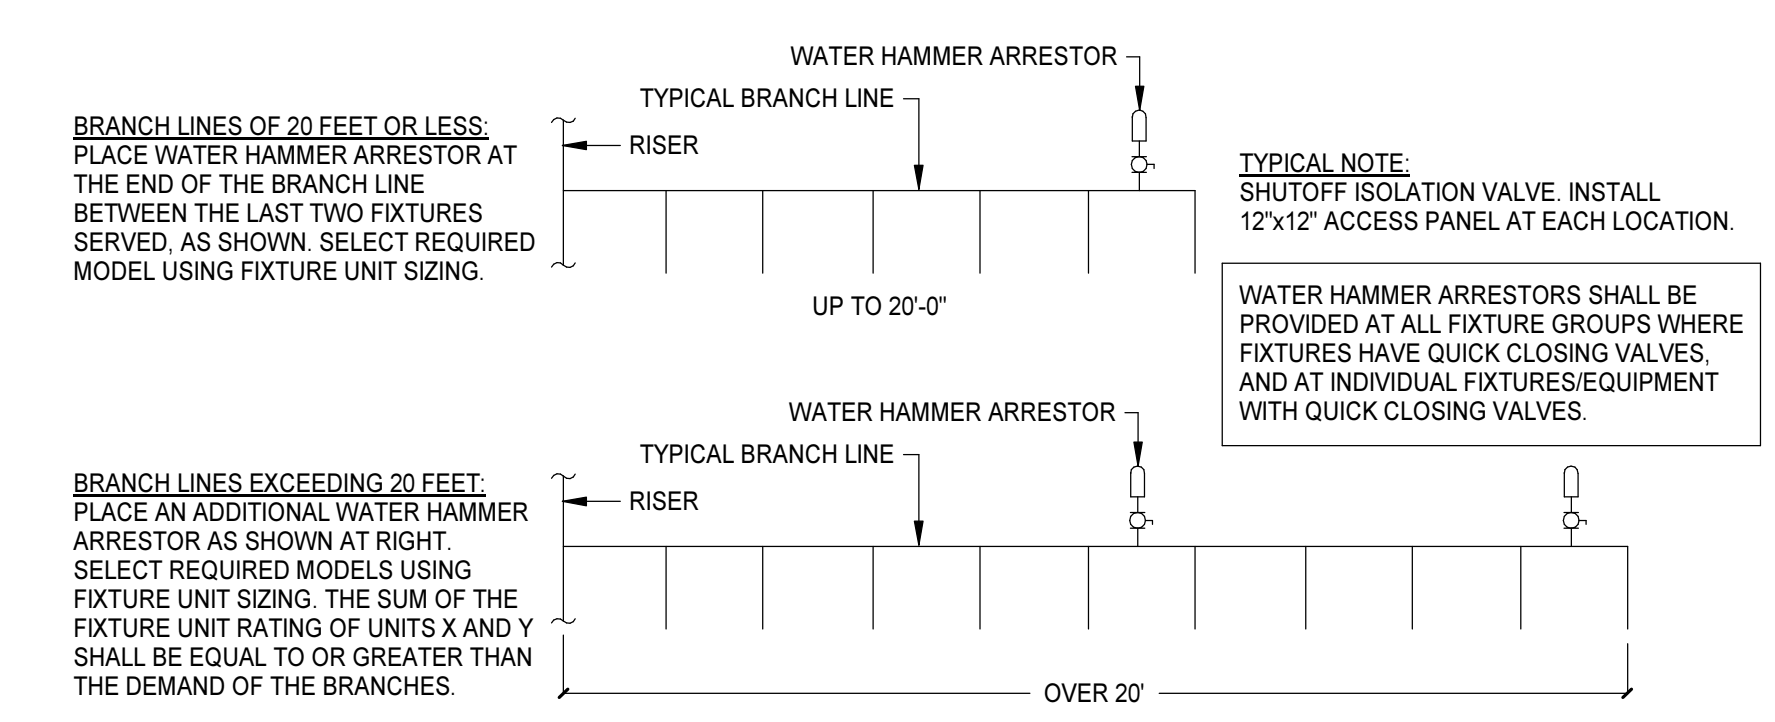 WATER HAMMER ARRESTOR
TYPICAL BRANCH LINE
RISER
BRANCH LINES OF 20 FEET OR LESS:
PLACE WATER HAMMER ARRESTOR AT
THE END OF THE BRANCH LINE
BETWEEN THE LAST TWO FIXTURES
SERVED, AS SHOWN. SELECT REQUIRED
MODEL USING FIXTURE UNIT SIZING.
UP TO 20'-0"
TYPICAL NOTE:
SHUTOFF ISOLATION VALVE. INSTALL
12"x12" ACCESS PANEL AT EACH LOCATION.
WATER HAMMER ARRESTORS SHALL BE
PROVIDED AT ALL FIXTURE GROUPS WHERE
FIXTURES HAVE QUICK CLOSING VALVES,
AND AT INDIVIDUAL FIXTURES/EQUIPMENT
WITH QUICK CLOSING VALVES.
WATER HAMMER ARRESTOR
TYPICAL BRANCH LINE
RISER
BRANCH LINES EXCEEDING 20 FEET:
PLACE AN ADDITIONAL WATER HAMMER
ARRESTOR AS SHOWN AT RIGHT.
SELECT REQUIRED MODELS USING
FIXTURE UNIT SIZING. THE SUM OF THE
FIXTURE UNIT RATING OF UNITS X AND Y
SHALL BE EQUAL TO OR GREATER THAN
THE DEMAND OF THE BRANCHES.
OVER 20'